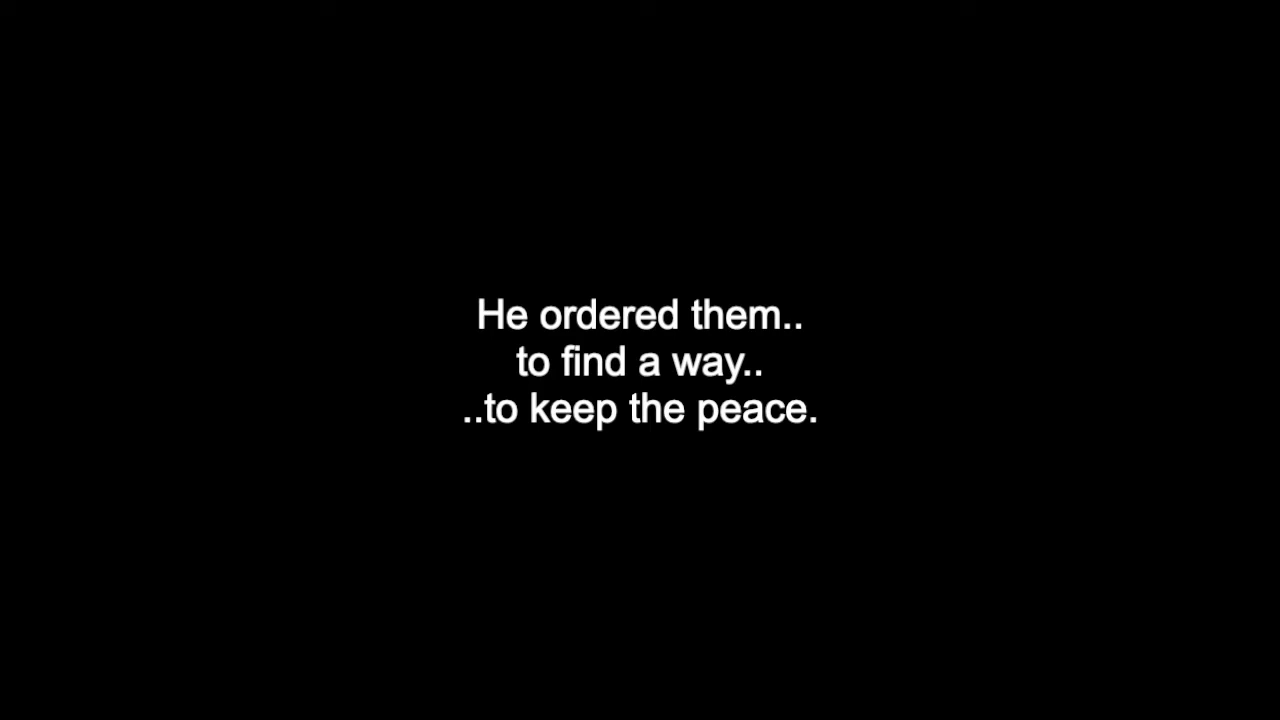 He ordered them..
to find a way..
..to keep the peace.